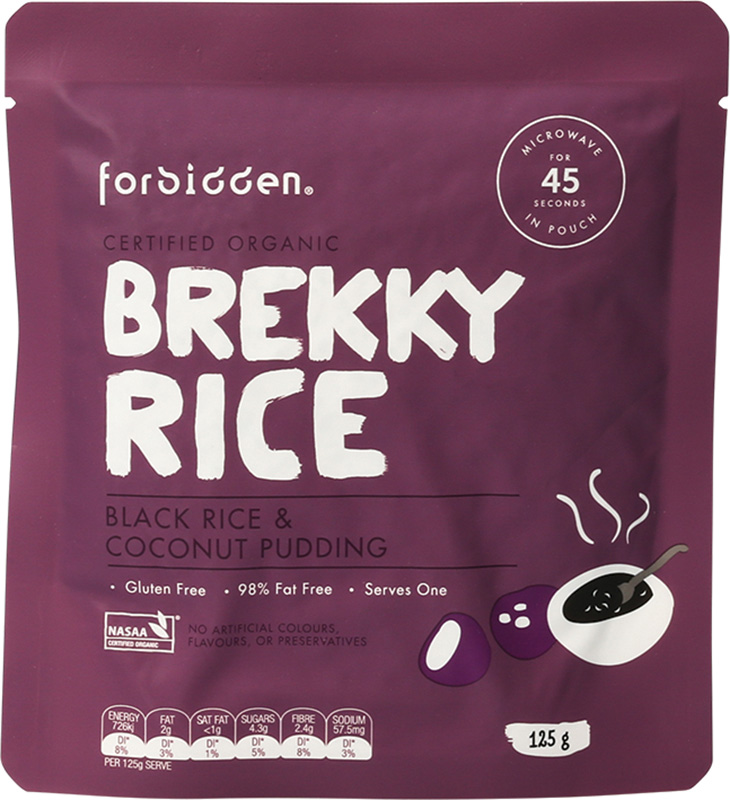 forbidden®
MICROWAVE
FOR
45
SECONDS
IN POUCH
CERTIFIED ORGANIC
BREKKY
RICE
BLACK RICE &
COCONUT PUDDING
• Gluten Free • 98% Fat Free • Serves One
NASAA
CERTIFIED ORGANIC
NO ARTIFICIAL COLOURS,
FLAVOURS, OR PRESERVATIVES
ENERGY FAT SAT FAT SUGARS FIBRE SODIUM
726kj 2g <1g 4.3g 2.4g 57.5mg
DI* DI* DI* DI* DI* DI*
8% 3% 1% 5% 8% 3%
PER 125g SERVE
125 g